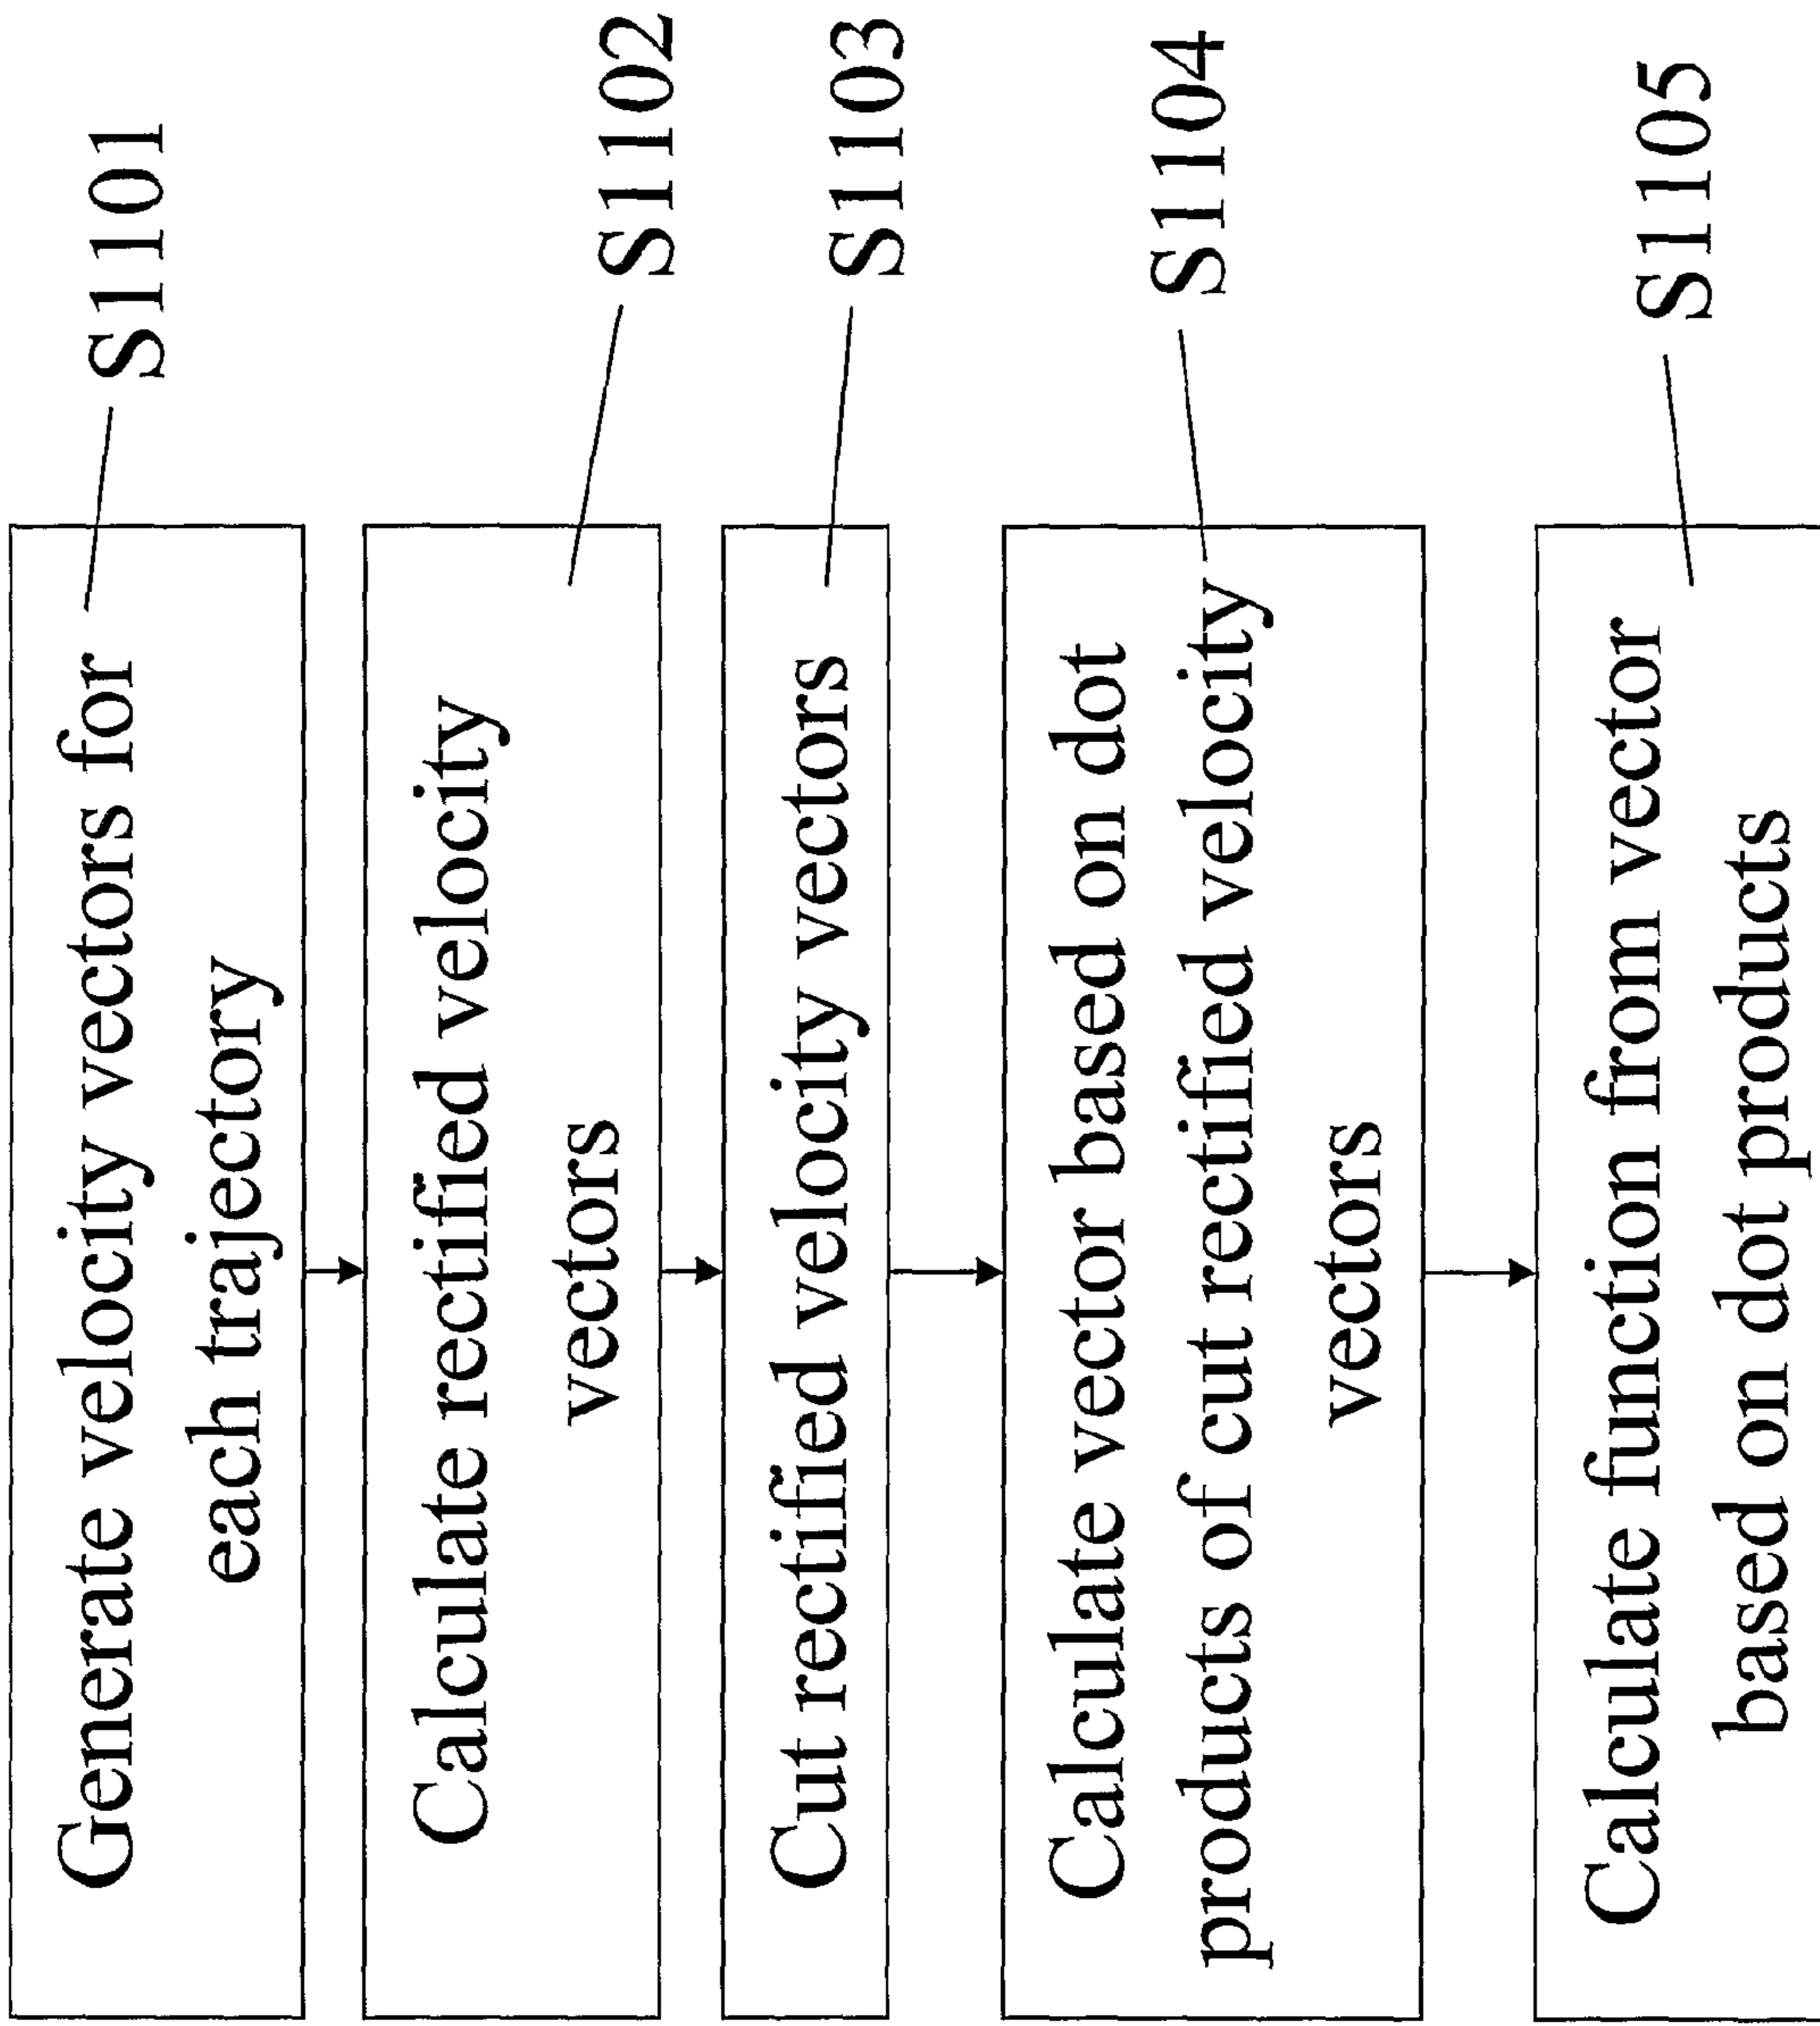 Generate velocity vectors for
each trajectory
S1101
Calculate rectified velocity
vectors
S1102
Cut rectified velocity vectors
S1103
Calculate vector based on dot
products of cut rectified velocity
vectors
S1104
Calculate function from vector
based on dot products
S1105